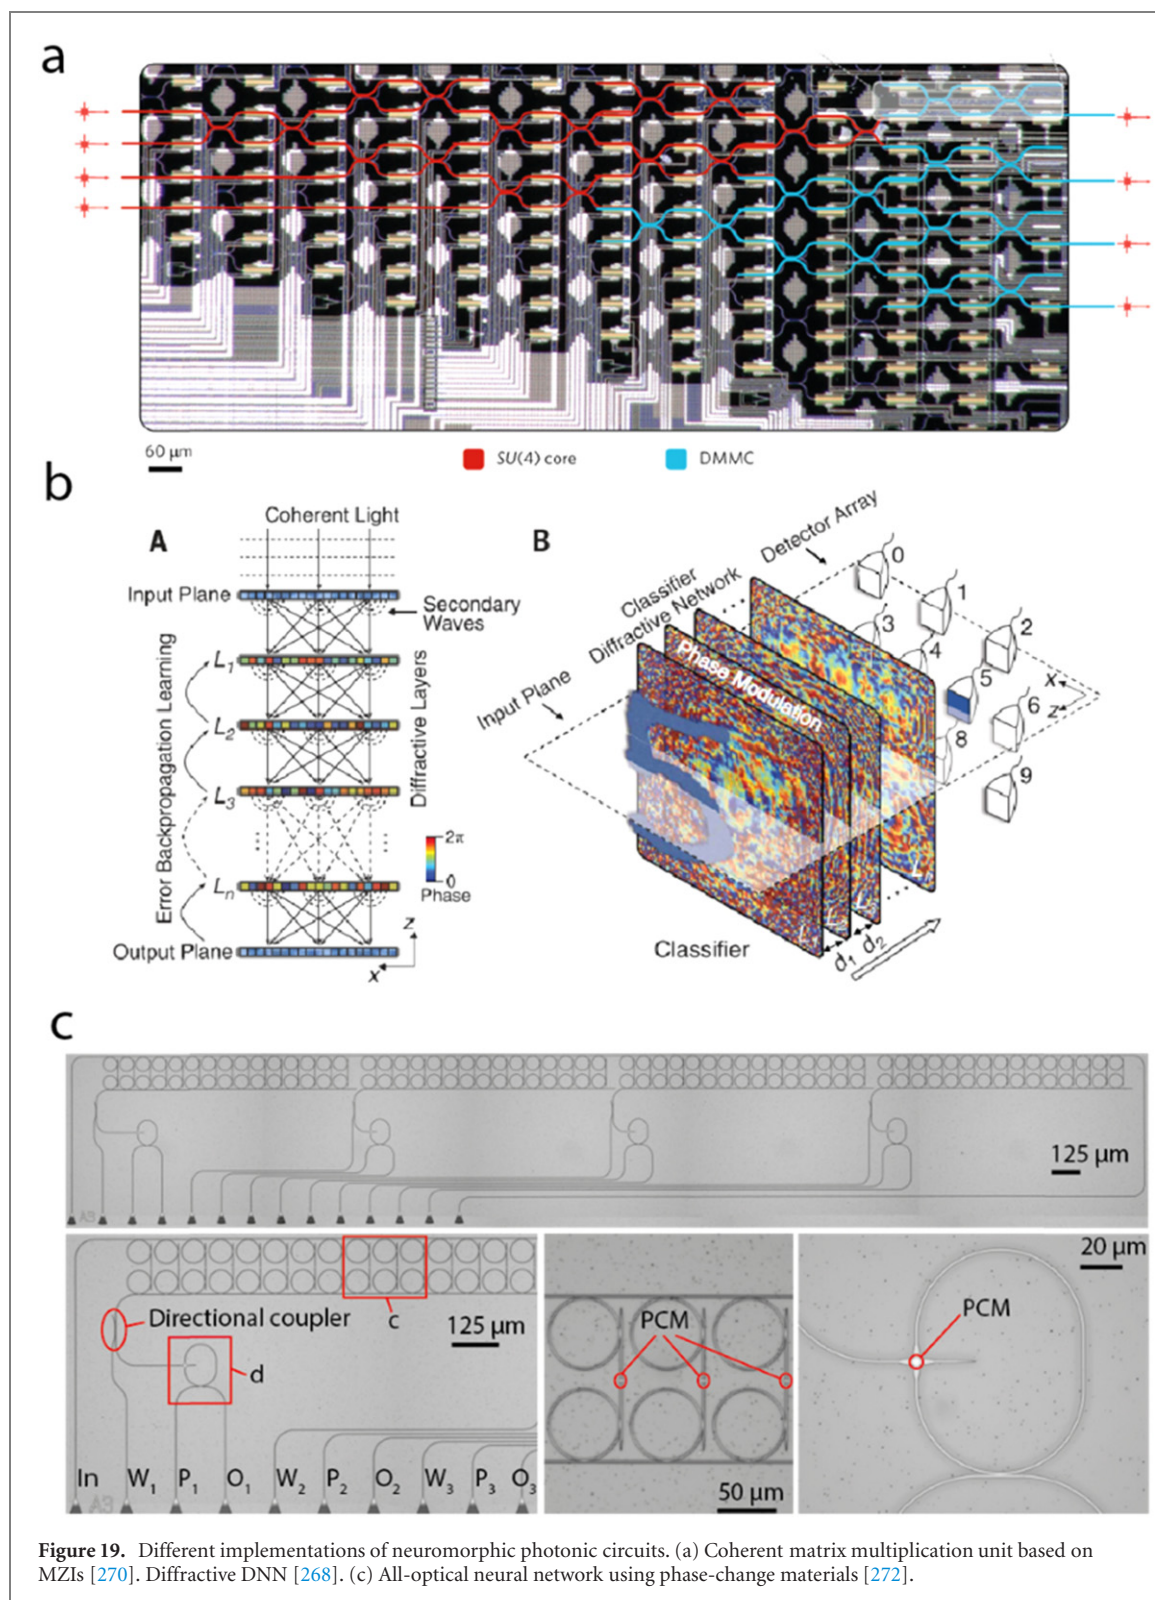 a
60 µm
SU(4) core
DMMC
b
A
Coherent Light
Input Plane
Secondary
Waves
Error Backpropagation Learning
L1
L2
L3
Ln
Diffractive Layers
2π
0
Phase
Output Plane
z
x
B
Detector Array
Classifier
Diffractive Network
Input Plane
Phase Modulation
0
1
2
3
4
5
6
8
9
x
z
L
L
L
L
d1
d2
Classifier
c
125 µm
A3
Directional coupler
c
125 µm
d
In
W1
P1
O1
W2
P2
O2
W3
P3
O3
A3
PCM
50 µm
20 µm
PCM
Figure 19. Different implementations of neuromorphic photonic circuits. (a) Coherent matrix multiplication unit based on
MZIs [270]. Diffractive DNN [268]. (c) All-optical neural network using phase-change materials [272].